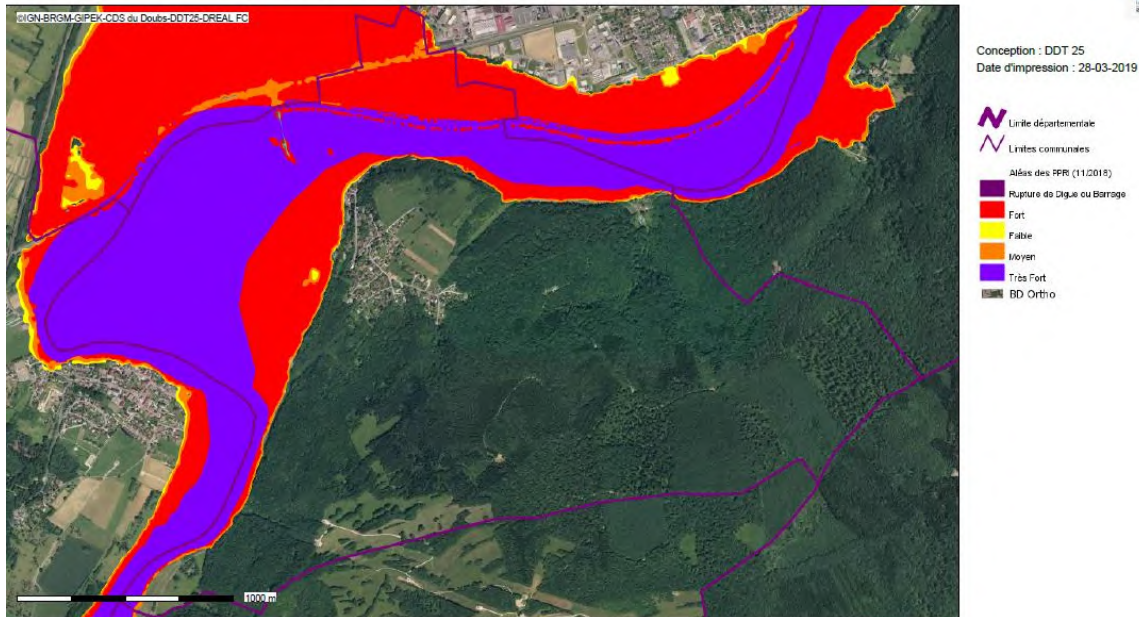 ©IGN-BRGM-GIPEK-CDS du Doubs-DDT25-DREAL FC
Conception : DDT 25
Date d'impression : 28-03-2019
Limite départementale
Limites communales
Aléas des PPRI (11/2018)
Rupture de Digue ou Barrage
Fort
Faible
Moyen
Très Fort
BD Ortho
1000 m